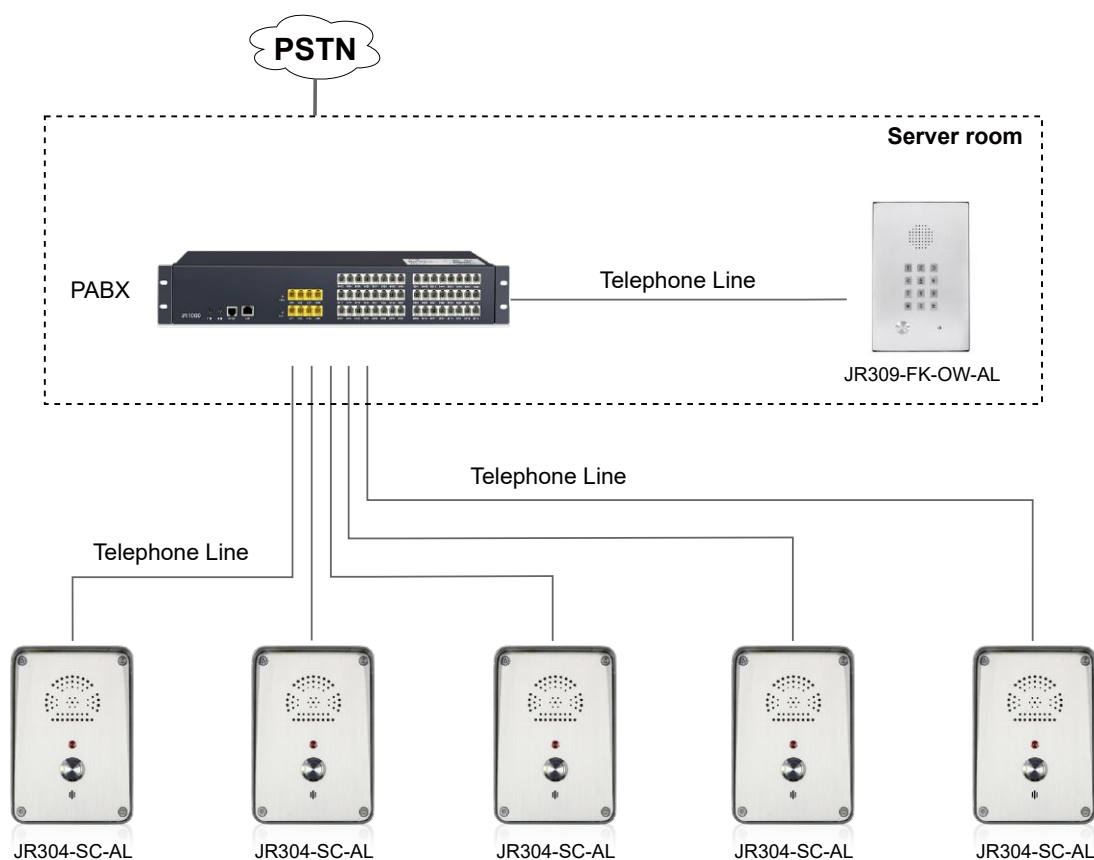 PSTN
Server room
PABX
Telephone Line
JR309-FK-OW-AL
Telephone Line
Telephone Line
JR304-SC-AL
JR304-SC-AL
JR304-SC-AL
JR304-SC-AL
JR304-SC-AL